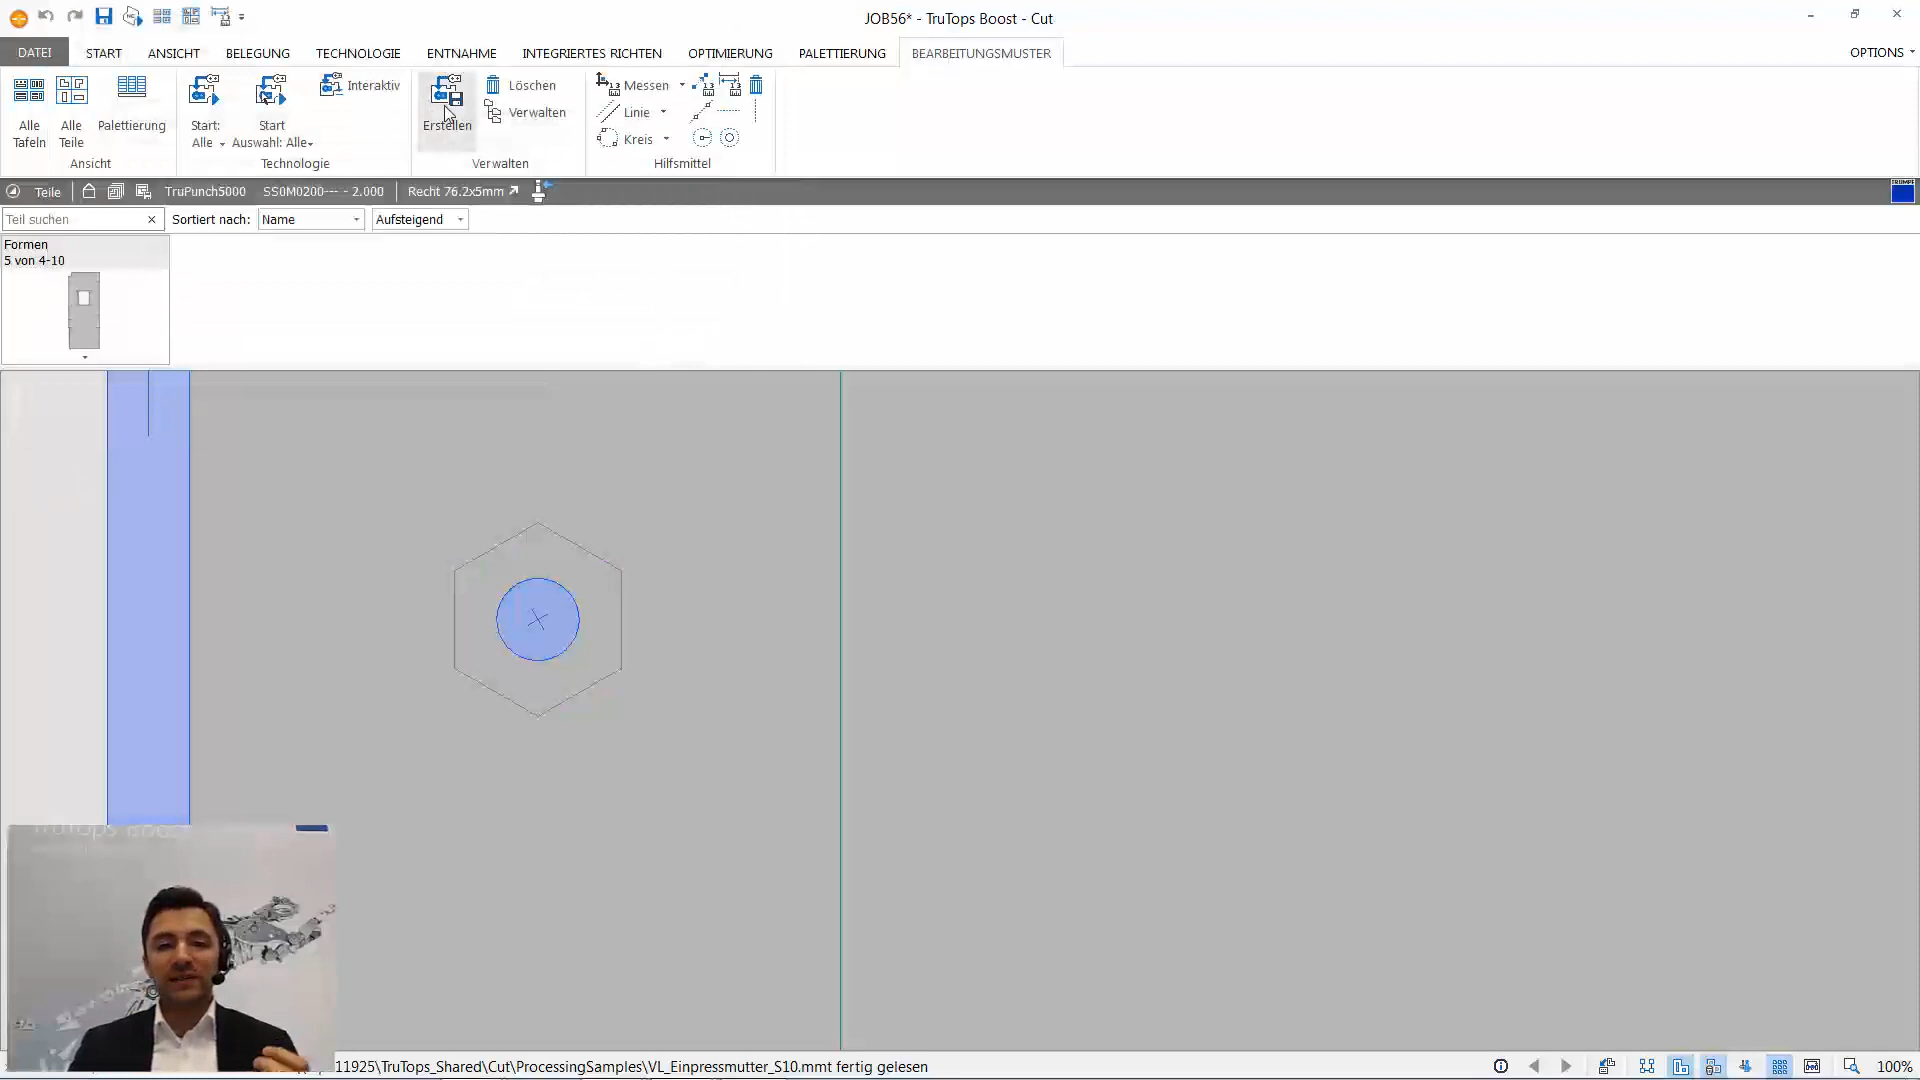 JOB56* - TruTops Boost - Cut
DATEI START ANSICHT BELEGUNG TECHNOLOGIE ENTNAHME INTEGRIERTES RICHTEN OPTIMIERUNG PALETTIERUNG BEARBEITUNGSMUSTER OPTIONS
Alle Tafeln
Alle Teile
Palettierung
Ansicht
Start: Alle
Start Auswahl: Alle
Interaktiv
Technologie
Erstellen
Löschen
Verwalten
Verwalten
Messen
Linie
Kreis
Hilfsmittel
Teile TruPunch5000 SS0M0200--- - 2.000 Recht 76.2x5mm
Teil suchen Sortiert nach: Name Aufsteigend
Formen
5 von 4-10
11925\TruTops_Shared\Cut\ProcessingSamples\VL_Einpressmutter_S10.mmt fertig gelesen
100%